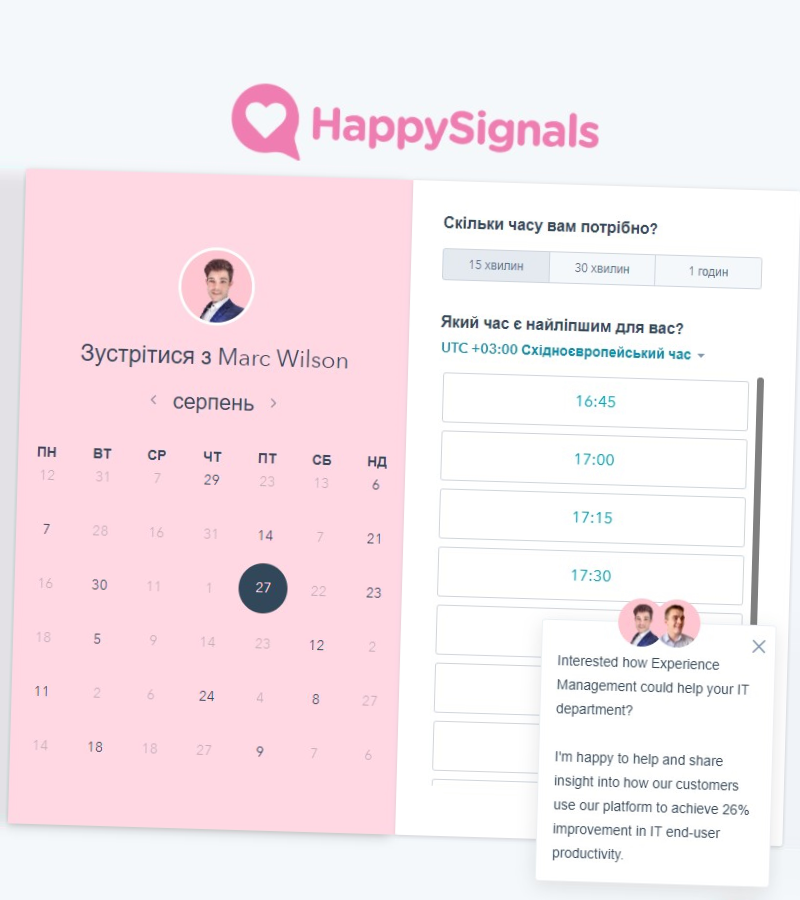 HappySignals
Зустрітися з Marc Wilson
серпень
ПН ВТ СР ЧТ ПТ СБ НД
12 31 7 29 23 13 6
7 28 16 31 14 7 21
16 30 11 1 27 22 23
18 5 9 14 23 12 2
11 2 6 24 4 8 27
14 18 18 27 9 7 6
Скільки часу вам потрібно?
15 хвилин 30 хвилин 1 годин
Який час є найліпшим для вас?
UTC +03:00 Східноєвропейський час
16:45
17:00
17:15
17:30
Interested how Experience
Management could help your IT
department?
I'm happy to help and share
insight into how our customers
use our platform to achieve 26%
improvement in IT end-user
productivity.